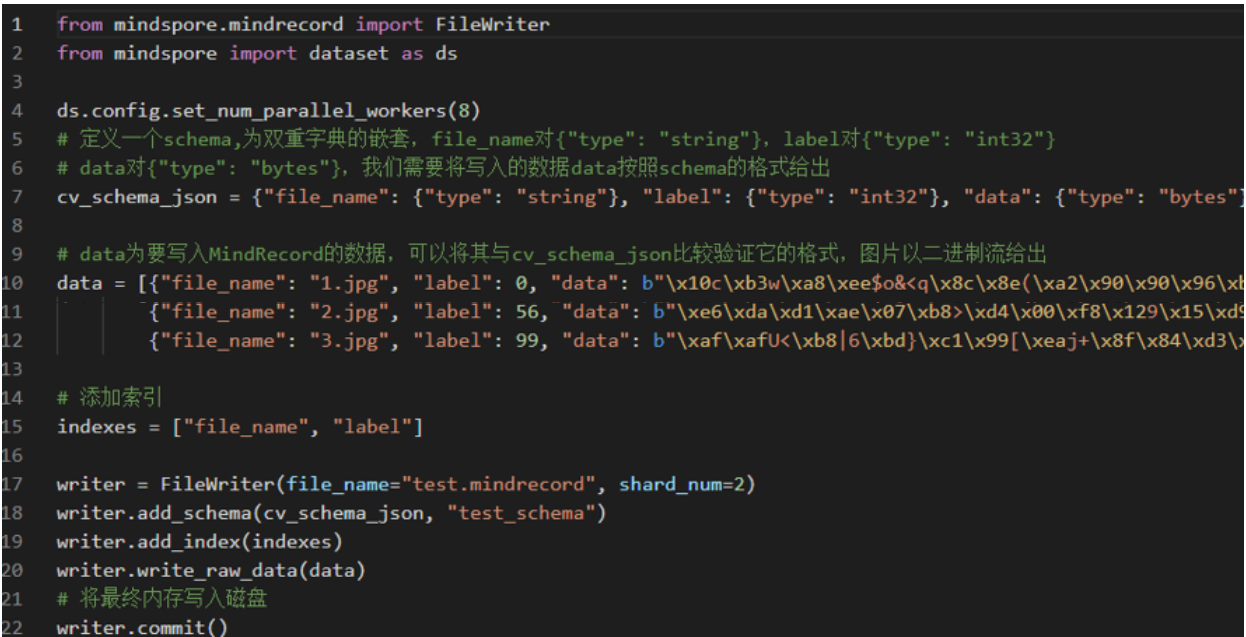 1 from mindspore.mindrecord import FileWriter
2 from mindspore import dataset as ds
3
4 ds.config.set_num_parallel_workers(8)
5 # 定义一个schema,为双重字典的嵌套，file_name对{"type": "string"}，label对{"type": "int32"}
6 # data对{"type": "bytes"}，我们需要将写入的数据data按照schema的格式给出
7 cv_schema_json = {"file_name": {"type": "string"}, "label": {"type": "int32"}, "data": {"type": "bytes"}
8
9 # data为要写入MindRecord的数据，可以将其与cv_schema_json比较验证它的格式，图片以二进制流给出
10 data = [{"file_name": "1.jpg", "label": 0, "data": b"\x10c\xb3w\xa8\xee$o&<q\x8c\x8e(\xa2\x90\x90\x96\xb
11 {"file_name": "2.jpg", "label": 56, "data": b"\xe6\xda\xd1\xae\x07\xb8>\xd4\x00\xf8\x129\x15\xd9
12 {"file_name": "3.jpg", "label": 99, "data": b"\xaf\xafU<\xb8|6\xbd}\xc1\x99[\xeaj+\x8f\x84\xd3\x
13
14 # 添加索引
15 indexes = ["file_name", "label"]
16
17 writer = FileWriter(file_name="test.mindrecord", shard_num=2)
18 writer.add_schema(cv_schema_json, "test_schema")
19 writer.add_index(indexes)
20 writer.write_raw_data(data)
21 # 将最终内存写入磁盘
22 writer.commit()